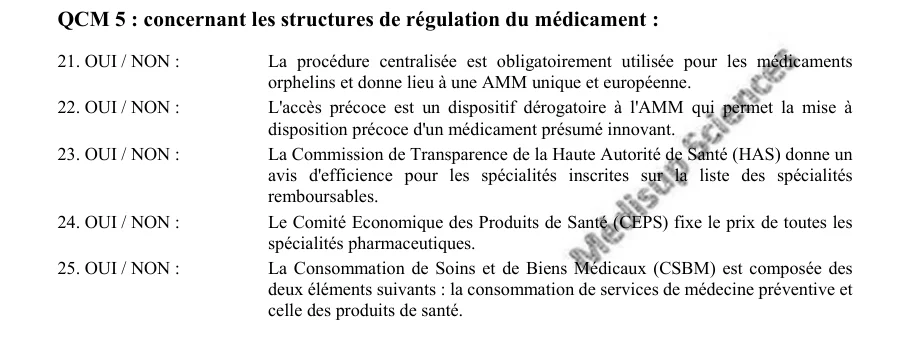 QCM 5 : concernant les structures de régulation du médicament :
21. OUI / NON : La procédure centralisée est obligatoirement utilisée pour les médicaments
orphelins et donne lieu à une AMM unique et européenne.
22. OUI / NON : L'accès précoce est un dispositif dérogatoire à l'AMM qui permet la mise à
disposition précoce d'un médicament présumé innovant.
23. OUI / NON : La Commission de Transparence de la Haute Autorité de Santé (HAS) donne un
avis d'efficience pour les spécialités inscrites sur la liste des spécialités
remboursables.
24. OUI / NON : Le Comité Economique des Produits de Santé (CEPS) fixe le prix de toutes les
spécialités pharmaceutiques.
25. OUI / NON : La Consommation de Soins et de Biens Médicaux (CSBM) est composée des
deux éléments suivants : la consommation de services de médecine préventive et
celle des produits de santé.
Médisup Sciences